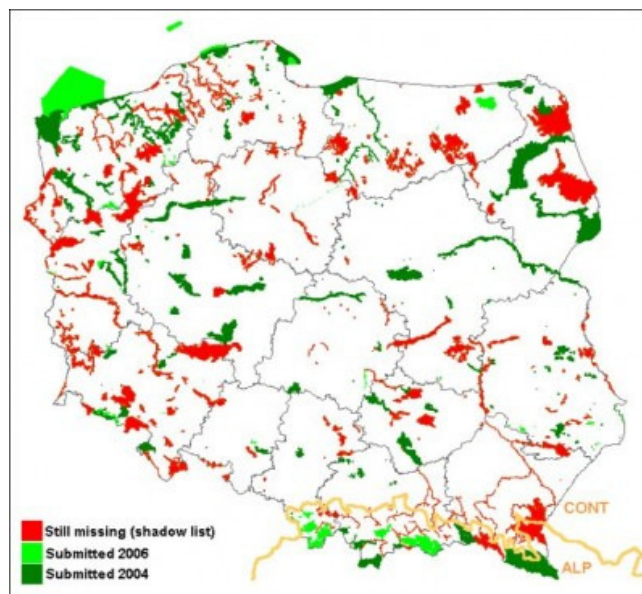 CONT
Still missing (shadow list)
Submitted 2006
Submitted 2004
ALP